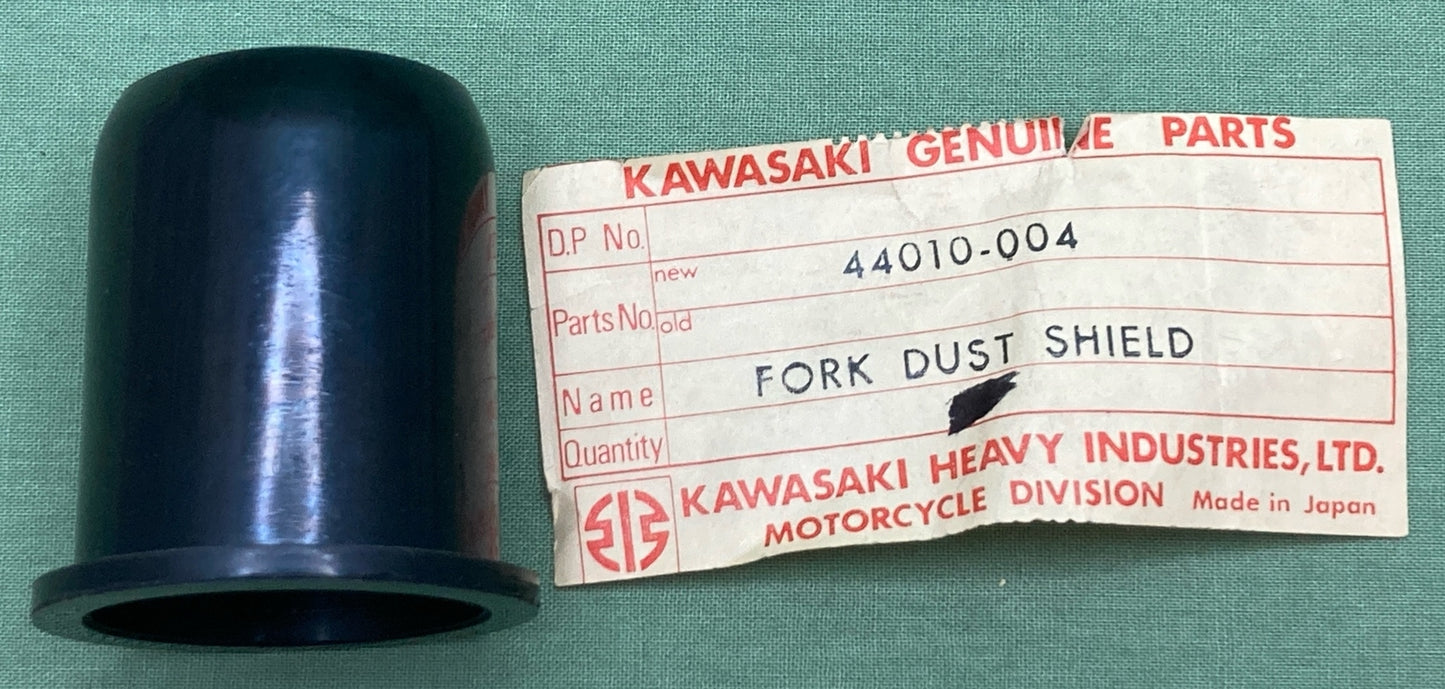 KAWASAKI GENUINE PARTS
D.P No.
new 44010-004
Parts No. old
Name FORK DUST SHIELD
Quantity
KAWASAKI HEAVY INDUSTRIES, LTD.
MOTORCYCLE DIVISION Made in Japan